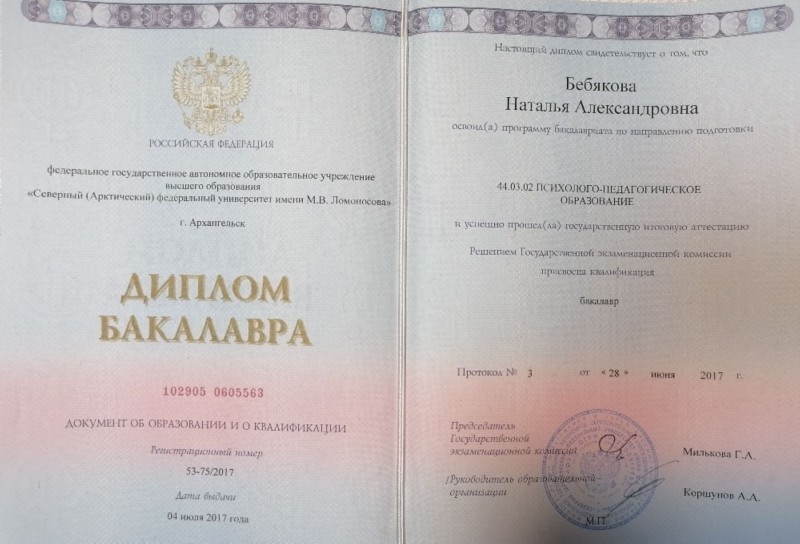 РОССИЙСКАЯ ФЕДЕРАЦИЯ
федеральное государственное автономное образовательное учреждение
высшего образования
«Северный (Арктический) федеральный университет имени М.В. Ломоносова»
г. Архангельск
ДИПЛОМ
БАКАЛАВРА
102905 0605563
ДОКУМЕНТ ОБ ОБРАЗОВАНИИ И О КВАЛИФИКАЦИИ
Регистрационный номер
53-75/2017
Дата выдачи
04 июля 2017 года
Настоящий диплом свидетельствует о том, что
Бебякова
Наталья Александровна
освоил(а) программу бакалавриата по направлению подготовки
44.03.02 ПСИХОЛОГО-ПЕДАГОГИЧЕСКОЕ
ОБРАЗОВАНИЕ
и успешно прошел(ла) государственную итоговую аттестацию
Решением Государственной экзаменационной комиссии
присвоена квалификация
бакалавр
Протокол № 3 от « 28 » июня 2017 г.
Председатель
Государственной
экзаменационной комиссии
Милькова Г.А.
/Руководитель образовательной
организации
Коршунов А.А.
М.П.